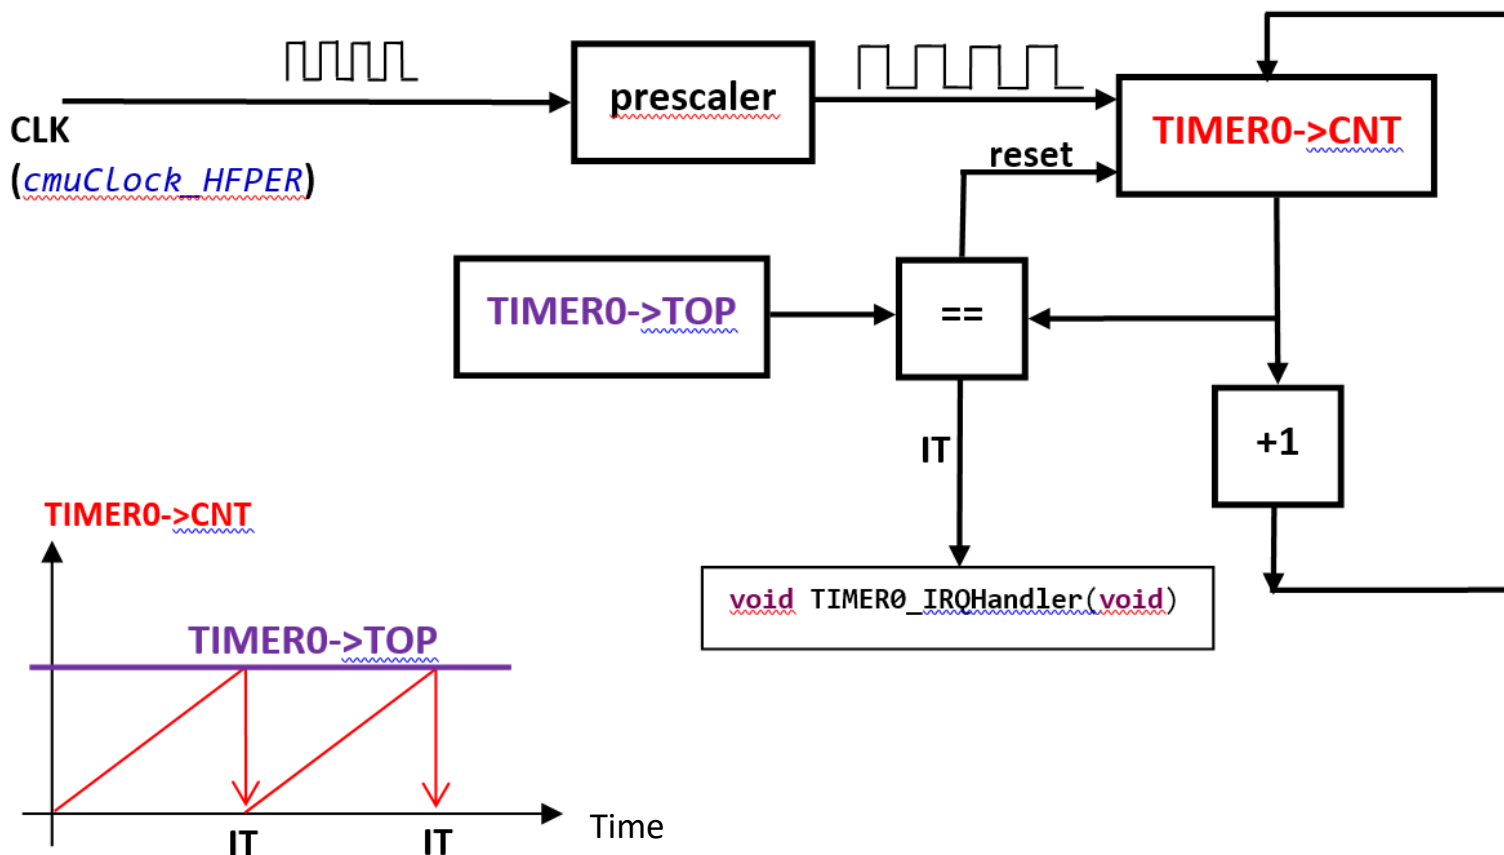 CLK
(cmuClock_HFPER)
prescaler
TIMER0->CNT
reset
TIMER0->TOP
==
+1
IT
void TIMER0_IRQHandler(void)
TIMER0->CNT
TIMER0->TOP
IT
IT
Time